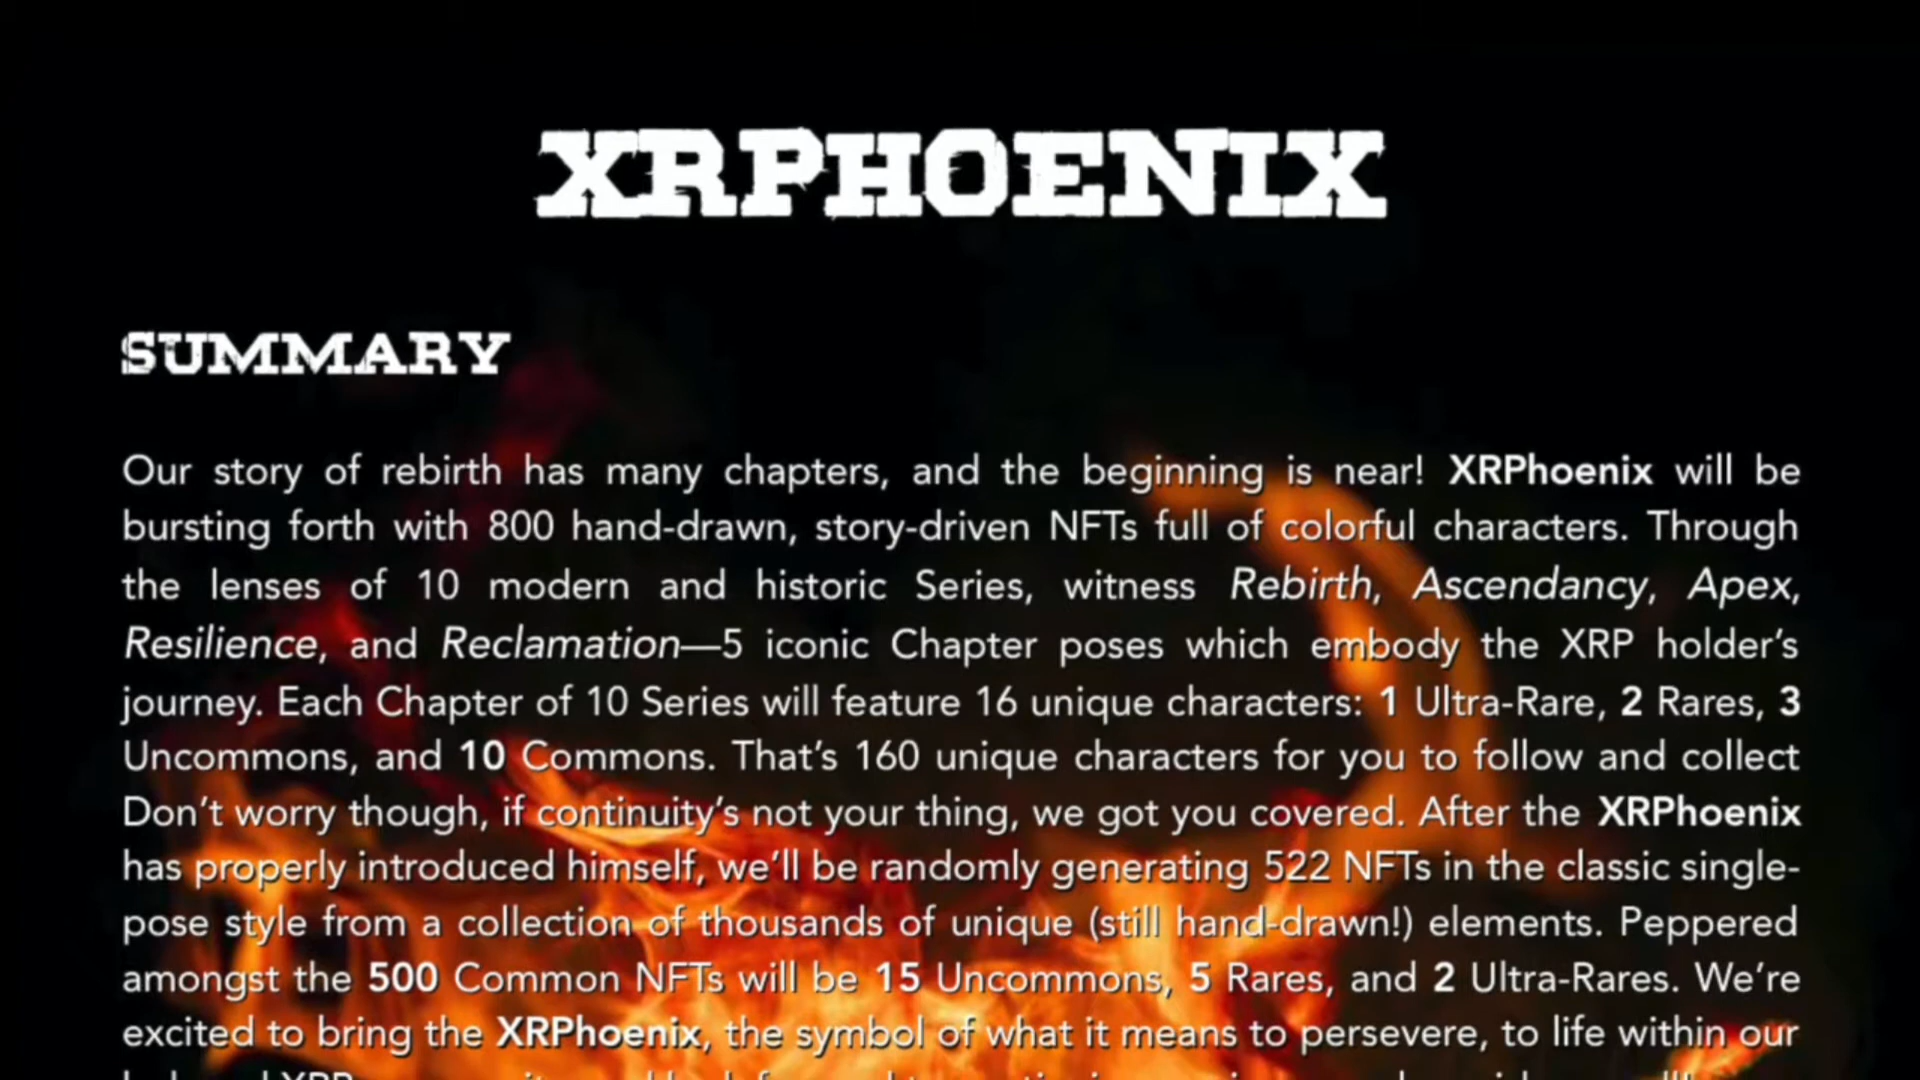 XRPHOENIX
SUMMARY
Our story of rebirth has many chapters, and the beginning is near! XRPhoenix will be
bursting forth with 800 hand-drawn, story-driven NFTs full of colorful characters. Through
the lenses of 10 modern and historic Series, witness Rebirth, Ascendancy, Apex,
Resilience, and Reclamation—5 iconic Chapter poses which embody the XRP holder's
journey. Each Chapter of 10 Series will feature 16 unique characters: 1 Ultra-Rare, 2 Rares, 3
Uncommons, and 10 Commons. That's 160 unique characters for you to follow and collect
Don't worry though, if continuity's not your thing, we got you covered. After the XRPhoenix
has properly introduced himself, we'll be randomly generating 522 NFTs in the classic single-
pose style from a collection of thousands of unique (still hand-drawn!) elements. Peppered
amongst the 500 Common NFTs will be 15 Uncommons, 5 Rares, and 2 Ultra-Rares. We're
excited to bring the XRPhoenix, the symbol of what it means to persevere, to life within our